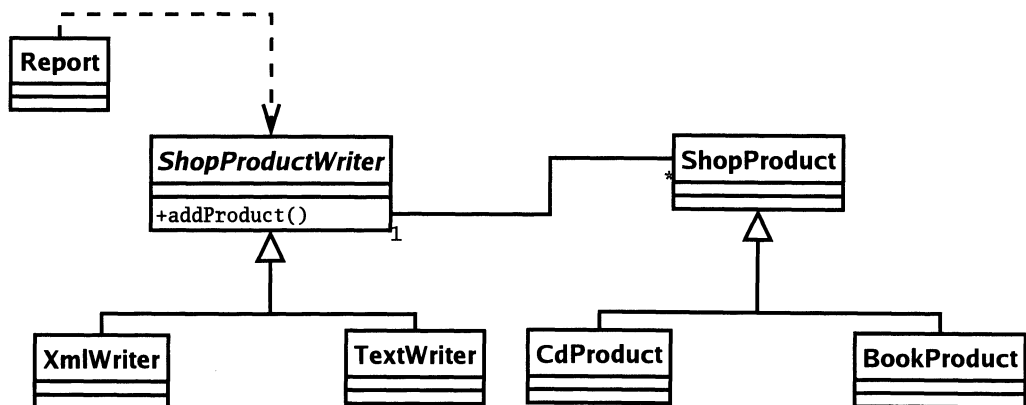 Report
ShopProductWriter
ShopProduct
*
+addProduct()
1
XmlWriter
TextWriter
CdProduct
BookProduct